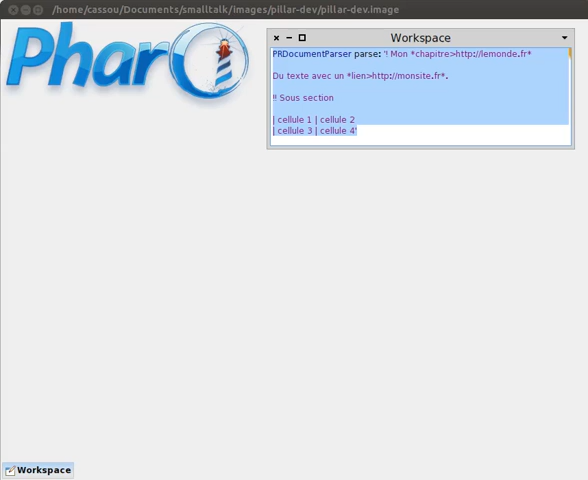 /home/cassou/Documents/smalltalk/images/pillar-dev/pillar-dev.image
Pharo
Workspace
PRDocumentParser parse: '! Mon *chapitre>http://lemonde.fr*
Du texte avec un *lien>http://monsite.fr*.
!! Sous section
| cellule 1 | cellule 2
| cellule 3 | cellule 4'
Workspace